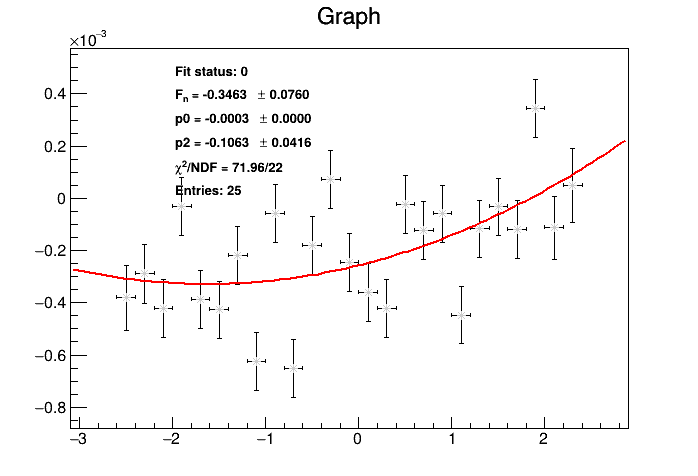 Graph
×10⁻³
Fit status: 0
Fₙ = -0.3463 ± 0.0760
p0 = -0.0003 ± 0.0000
p2 = -0.1063 ± 0.0416
χ²/NDF = 71.96/22
Entries: 25
0.4
0.2
0
−0.2
−0.4
−0.6
−0.8
−3 −2 −1 0 1 2